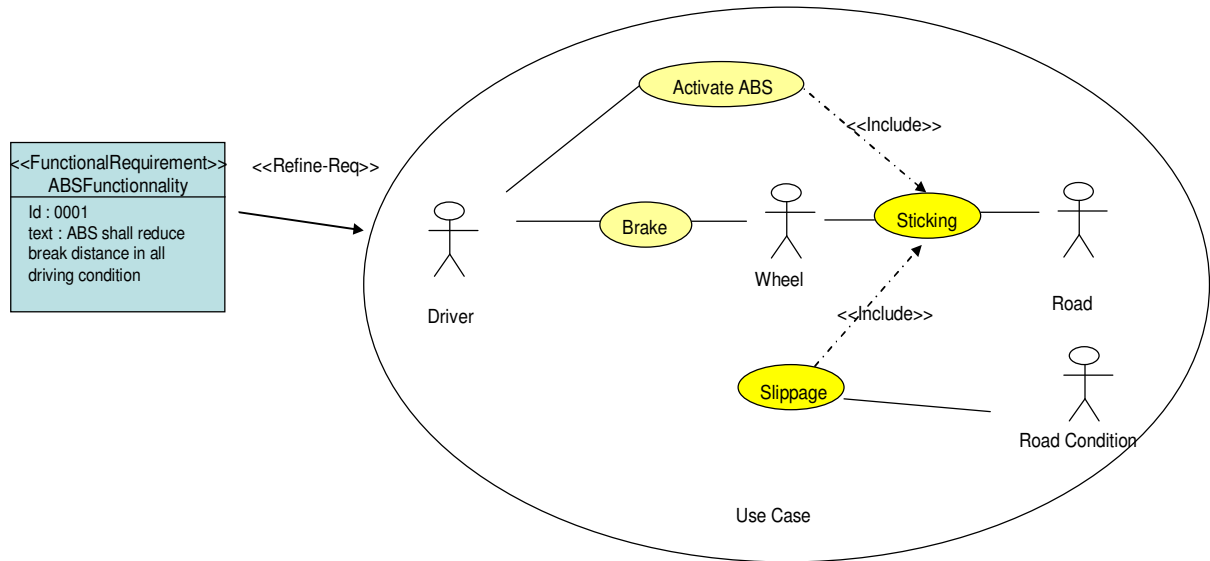 Activate ABS
<<Include>>
<<FunctionalRequirement>>
ABSFunctionnality
<<Refine-Req>>
Id : 0001
text : ABS shall reduce
break distance in all
driving condition
Brake
Sticking
Wheel
Driver
Road
<<Include>>
Slippage
Road Condition
Use Case